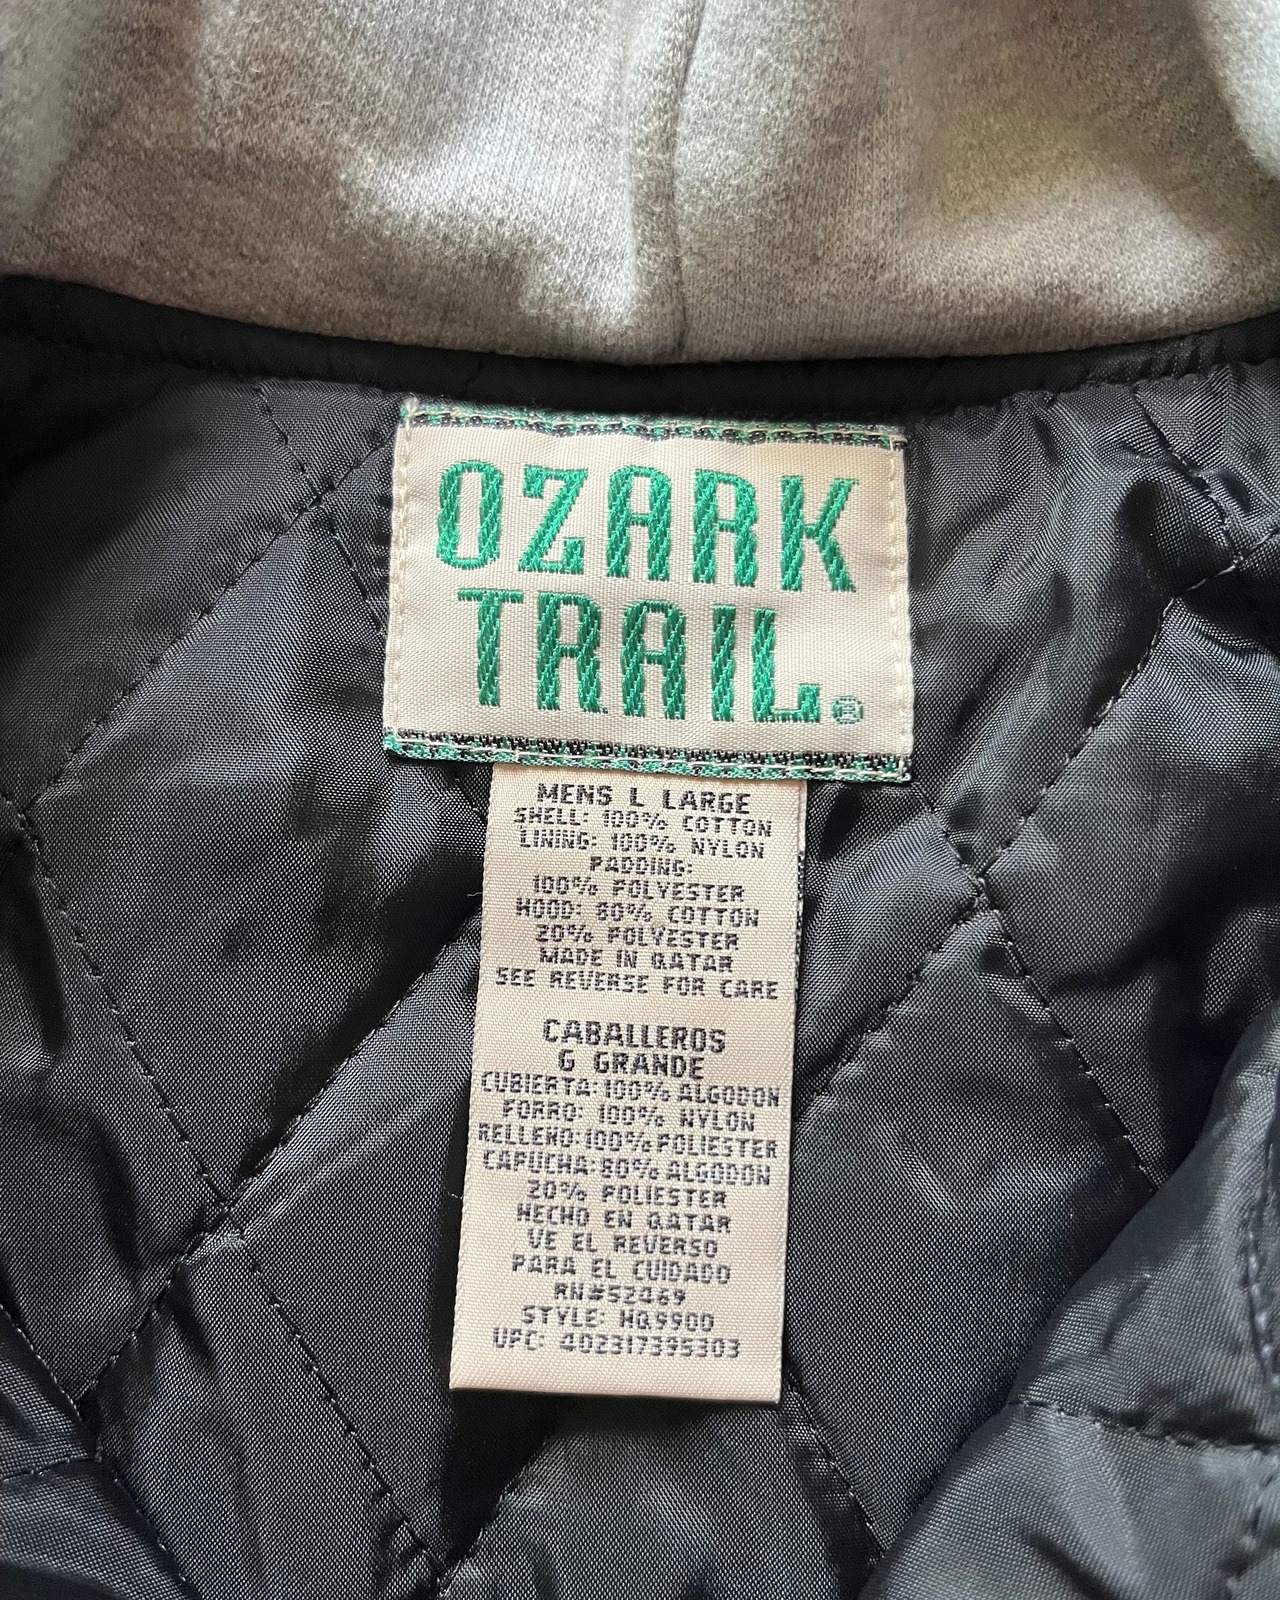 OZARK
TRAIL®
MENS L LARGE
SHELL: 100% COTTON
LINING: 100% NYLON
PADDING:
100% POLYESTER
HOOD: 80% COTTON
20% POLYESTER
MADE IN QATAR
SEE REVERSE FOR CARE
CABALLEROS
G GRANDE
CUBIERTA: 100% ALGODON
FORRO: 100% NYLON
RELLENO: 100% POLIESTER
CAPUCHA: 80% ALGODON
20% POLIESTER
HECHO EN QATAR
VE EL REVERSO
PARA EL CUIDADO
RN#52469
STYLE: HQ9900
UPC: 402317395303